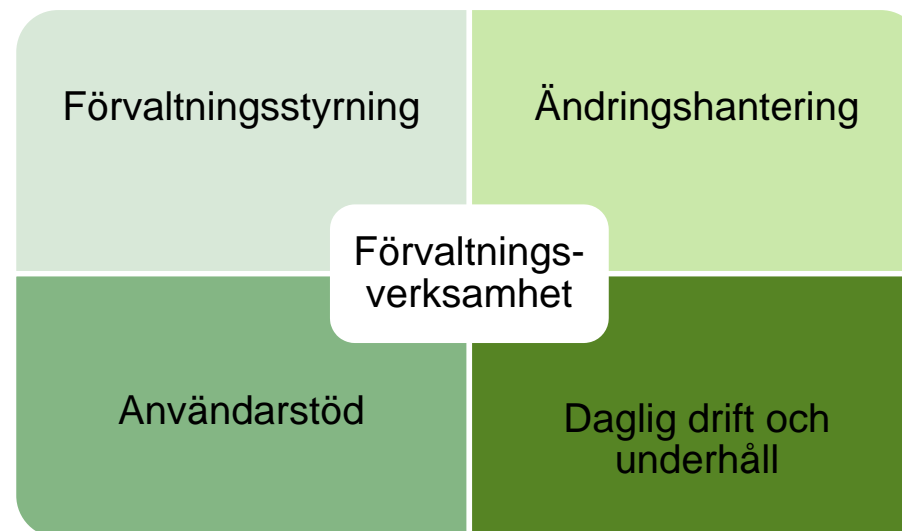 Förvaltningsstyrning
Ändringshantering
Förvaltnings-
verksamhet
Användarstöd
Daglig drift och
underhåll